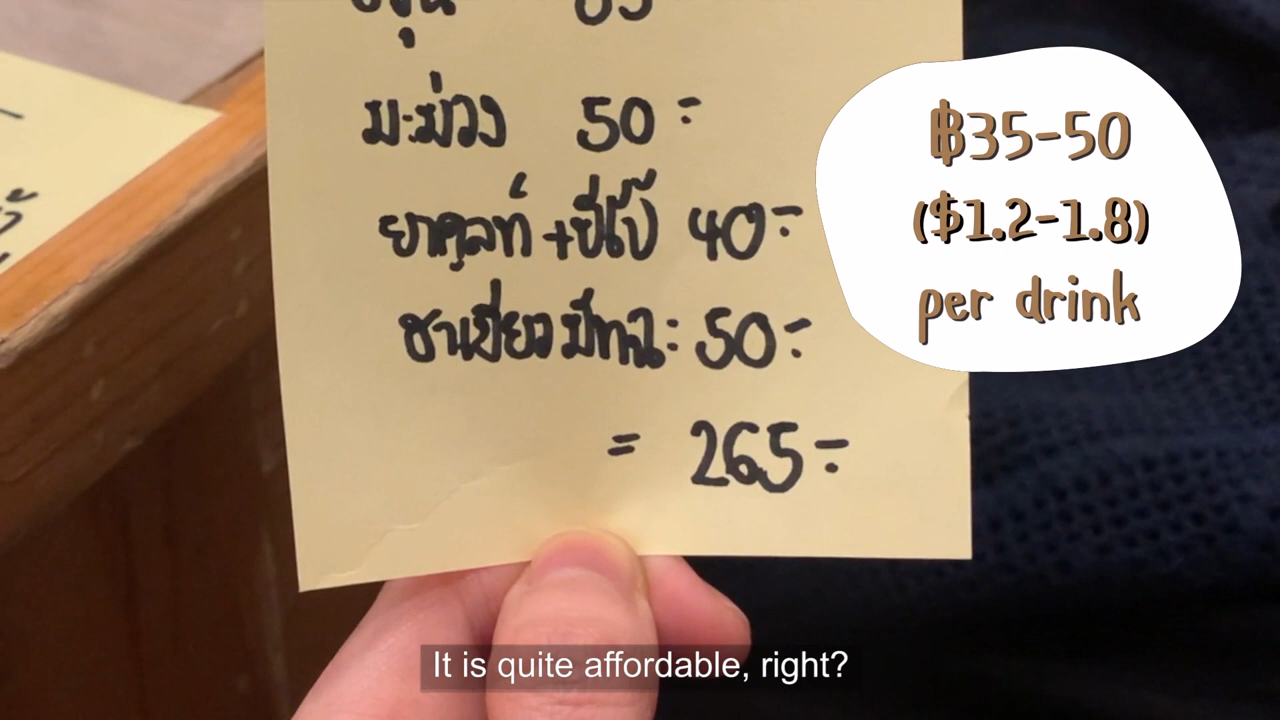 มะม่วง 50.-
ยาคูลท์ + ปีโป้ 40.-
ชาเขียวมัทฉะ 50.-
= 265.-
฿35-50
($1.2-1.8)
per drink
It is quite affordable, right?